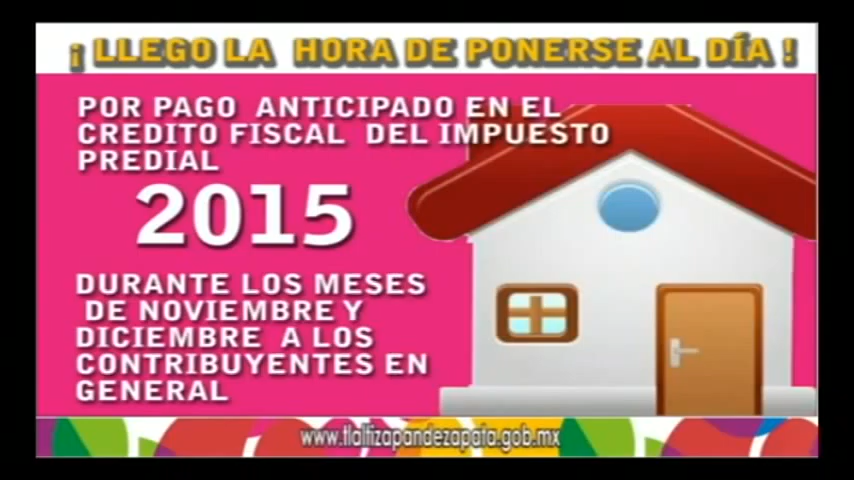 ¡ LLEGO LA HORA DE PONERSE AL DÍA !
POR PAGO ANTICIPADO EN EL
CREDITO FISCAL DEL IMPUESTO
PREDIAL
2015
DURANTE LOS MESES
DE NOVIEMBRE Y
DICIEMBRE A LOS
CONTRIBUYENTES EN
GENERAL
www.tlaltizapandezapata.gob.mx